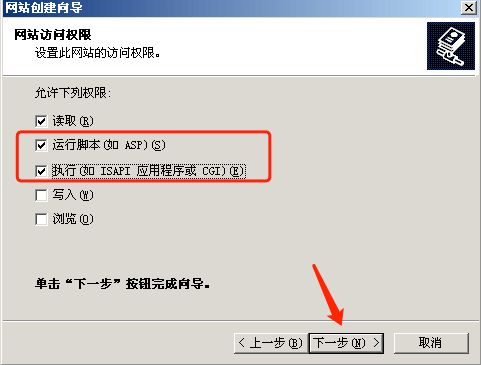 网站创建向导
网站访问权限
设置此网站的访问权限。
允许下列权限:
读取(R)
运行脚本(如 ASP)(S)
执行(如 ISAPI 应用程序或 CGI)(E)
写入(W)
浏览(O)
单击“下一步”按钮完成向导。
< 上一步(B) 下一步(N) > 取消